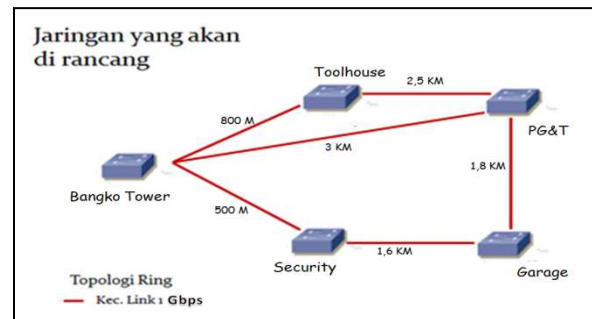 Jaringan yang akan
di rancang
Toolhouse
2,5 KM
800 M
PG&T
3 KM
1,8 KM
Bangko Tower
500 M
1,6 KM
Security
Garage
Topologi Ring
Kec. Link 1 Gbps